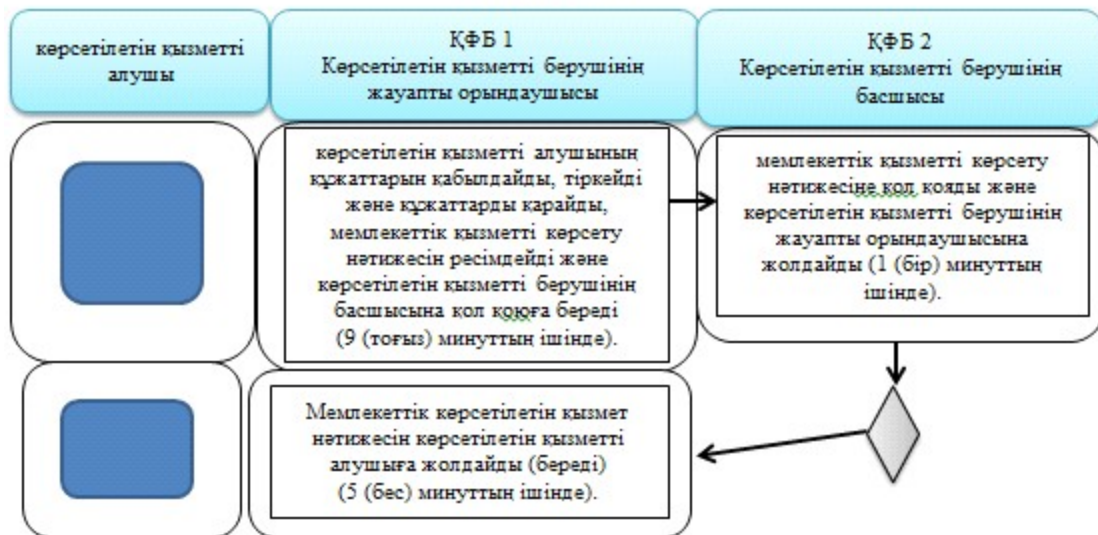 көрсетілетін қызметті
алушы
ҚФБ 1
Көрсетілетін қызметті берушінің
жауапты орындаушысы
ҚФБ 2
Көрсетілетін қызметті берушінің
басшысы
көрсетілетін қызметті алушының
құжаттарын қабылдайды, тіркейді
және құжаттарды қарайды,
мемлекеттік қызметті көрсету
нәтижесін ресімдейді және
көрсетілетін қызметті берушінің
басшысына қол қоюға береді
(9 (тоғыз) минуттың ішінде).
мемлекеттік қызметті көрсету
нәтижесіне қол қояды және
көрсетілетін қызметті берушінің
жауапты орындаушысына
жолдайды (1 (бір) минуттың
ішінде).
Мемлекеттік көрсетілетін қызмет
нәтижесін көрсетілетін қызметті
алушыға жолдайды (береді)
(5 (бес) минуттың ішінде).